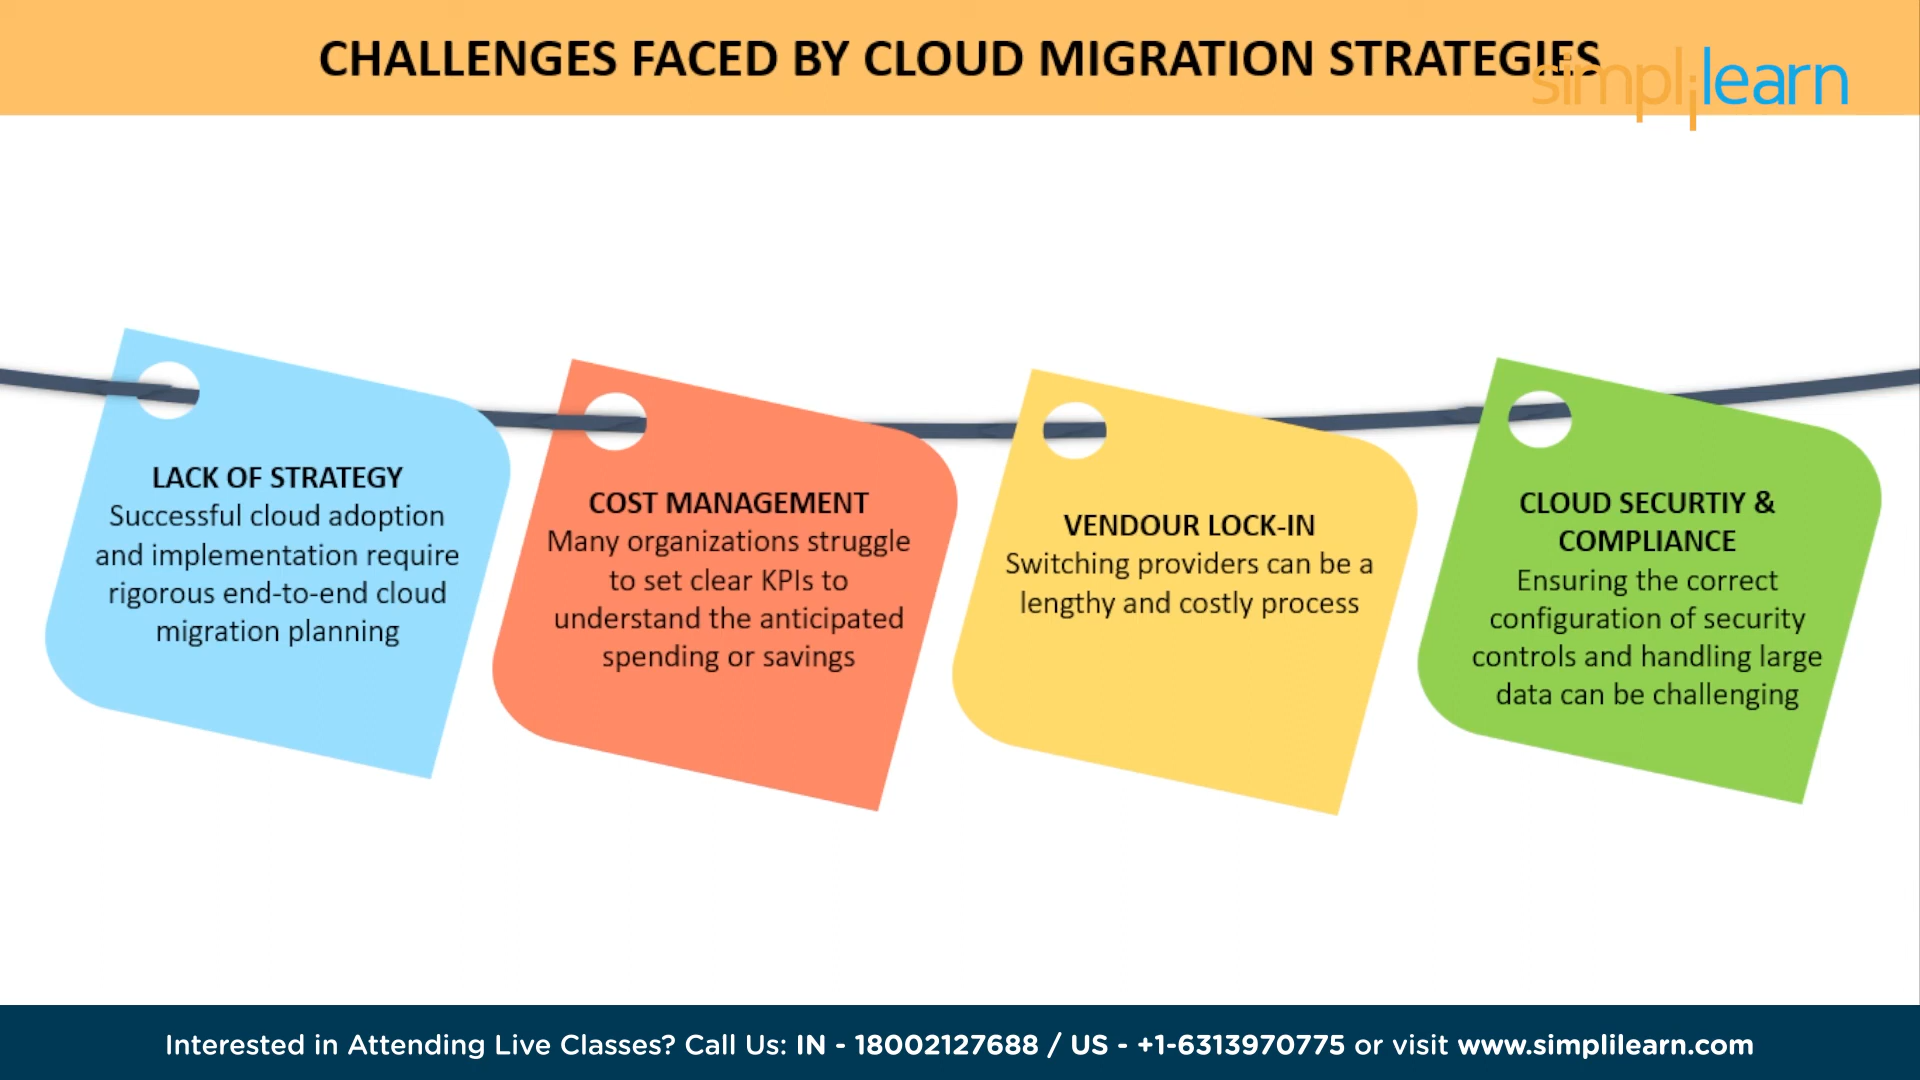 CHALLENGES FACED BY CLOUD MIGRATION STRATEGIES
simplilearn
LACK OF STRATEGY
Successful cloud adoption
and implementation require
rigorous end-to-end cloud
migration planning
COST MANAGEMENT
Many organizations struggle
to set clear KPIs to
understand the anticipated
spending or savings
VENDOUR LOCK-IN
Switching providers can be a
lengthy and costly process
CLOUD SECURTIY &
COMPLIANCE
Ensuring the correct
configuration of security
controls and handling large
data can be challenging
Interested in Attending Live Classes? Call Us: IN - 18002127688 / US - +1-6313970775 or visit www.simplilearn.com